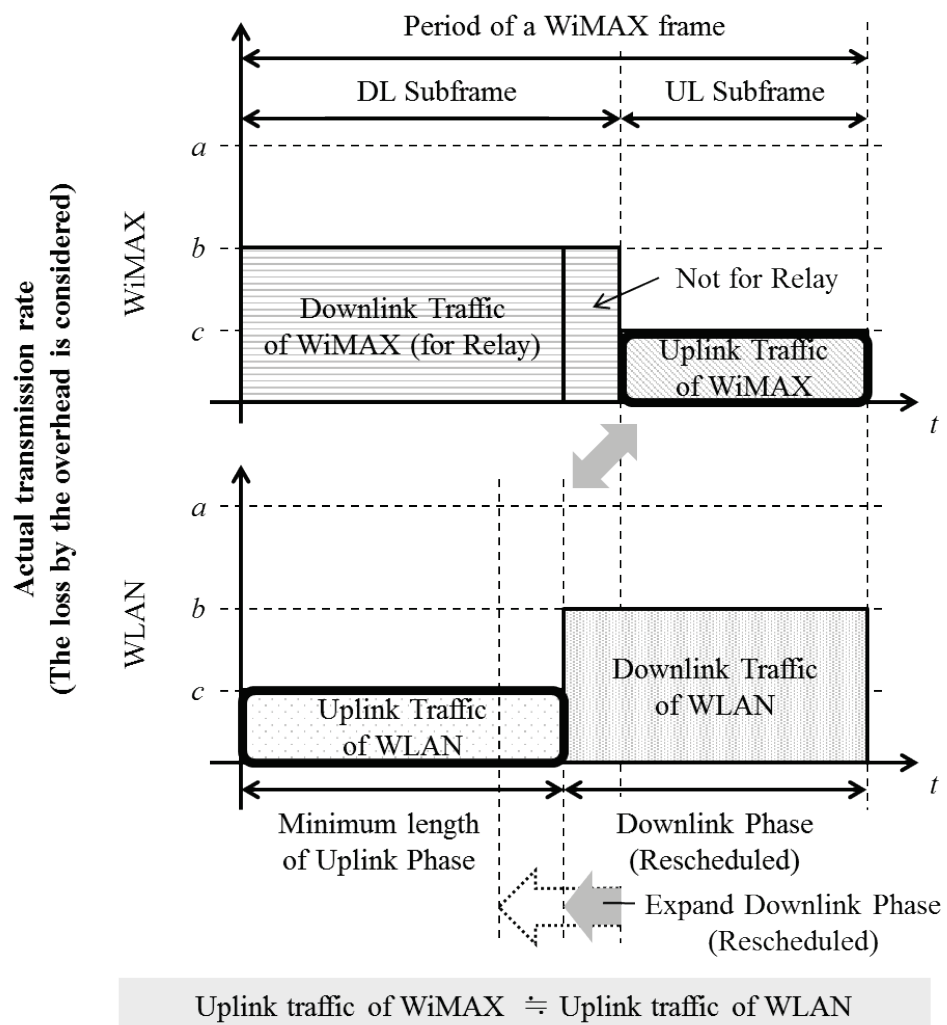 Period of a WiMAX frame
DL Subframe
UL Subframe
a
b
c
Not for Relay
Downlink Traffic
of WiMAX (for Relay)
Uplink Traffic
of WiMAX
t
WiMAX
Actual transmission rate
(The loss by the overhead is considered)
WLAN
a
b
c
Downlink Traffic
of WLAN
Uplink Traffic
of WLAN
t
Minimum length
of Uplink Phase
Downlink Phase
(Rescheduled)
Expand Downlink Phase
(Rescheduled)
Uplink traffic of WiMAX ≒ Uplink traffic of WLAN